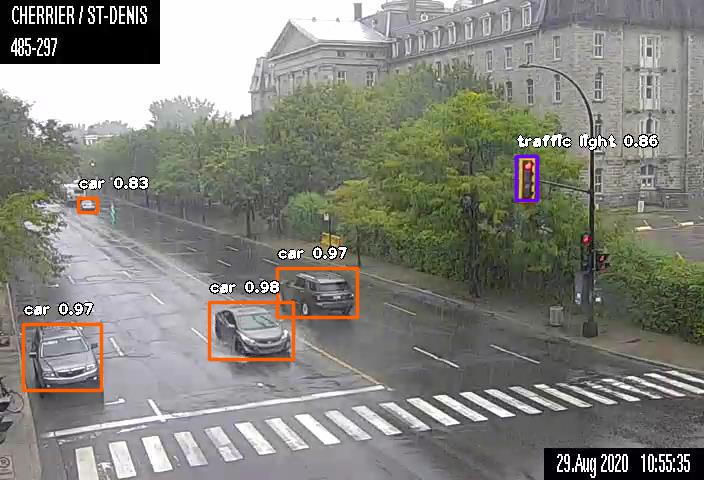 CHERRIER / ST-DENIS
485-297
traffic light 0.86
car 0.83
car 0.97
car 0.98
car 0.97
29.Aug 2020 10:55:35